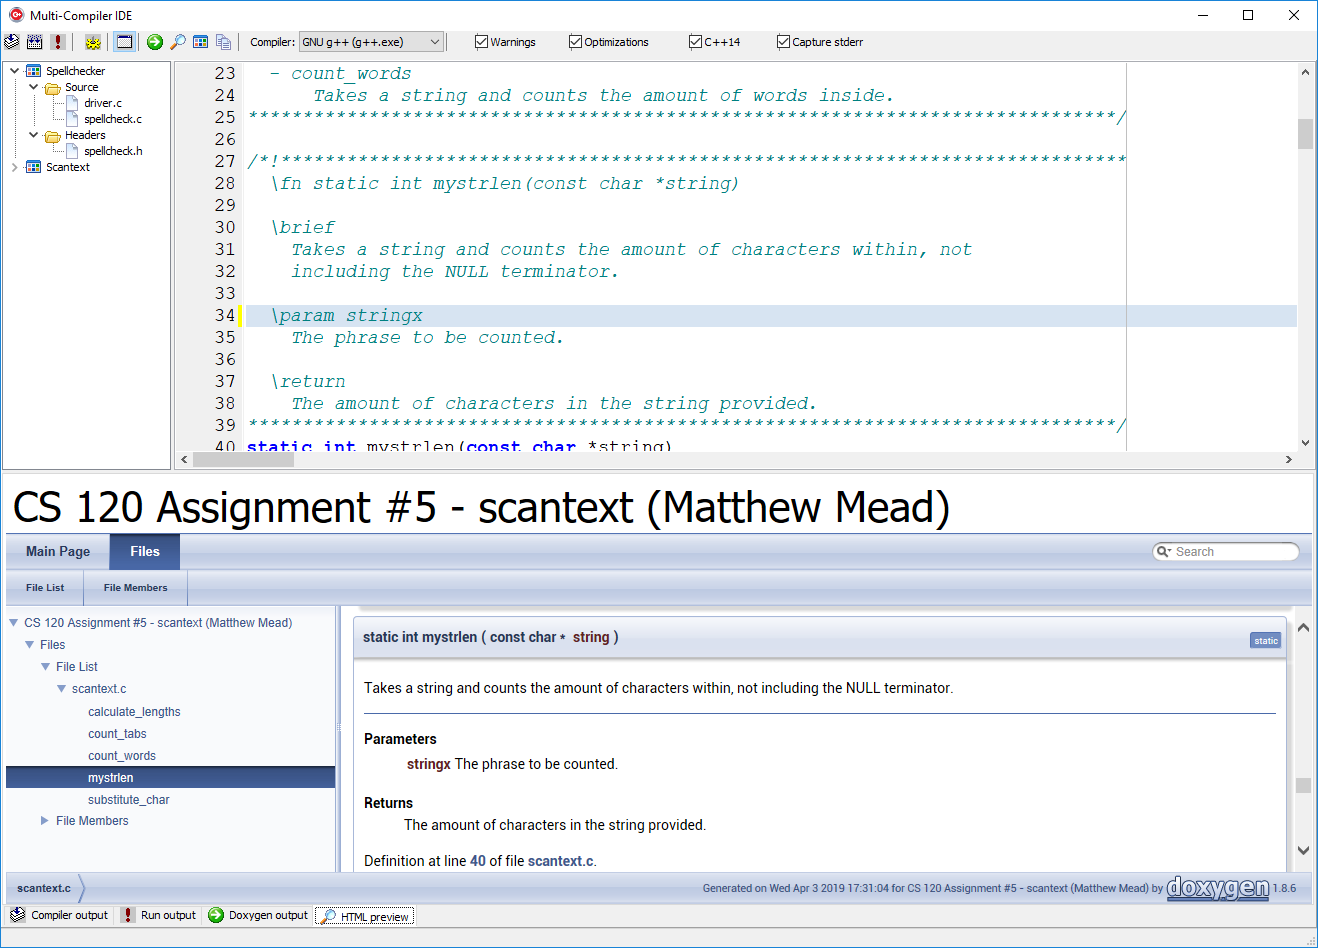 Multi-Compiler IDE
Compiler: GNU g++ (g++.exe) Warnings Optimizations C++14 Capture stderr
Spellchecker
Source
driver.c
spellcheck.c
Headers
spellcheck.h
Scantext
23 - count_words
24 Takes a string and counts the amount of words inside.
25 *******************************************************************************/
26
27 /*!*****************************************************************************
28 \fn static int mystrlen(const char *string)
29
30 \brief
31 Takes a string and counts the amount of characters within, not
32 including the NULL terminator.
33
34 \param stringx
35 The phrase to be counted.
36
37 \return
38 The amount of characters in the string provided.
39 *******************************************************************************/
40 static int mystrlen(const char *string)
CS 120 Assignment #5 - scantext (Matthew Mead)
Main Page Files Search
File List File Members
CS 120 Assignment #5 - scantext (Matthew Mead)
Files
File List
scantext.c
calculate_lengths
count_tabs
count_words
mystrlen
substitute_char
File Members
static int mystrlen ( const char * string ) static
Takes a string and counts the amount of characters within, not including the NULL terminator.
Parameters
stringx The phrase to be counted.
Returns
The amount of characters in the string provided.
Definition at line 40 of file scantext.c.
scantext.c Generated on Wed Apr 3 2019 17:31:04 for CS 120 Assignment #5 - scantext (Matthew Mead) by doxygen 1.8.6
Compiler output Run output Doxygen output HTML preview